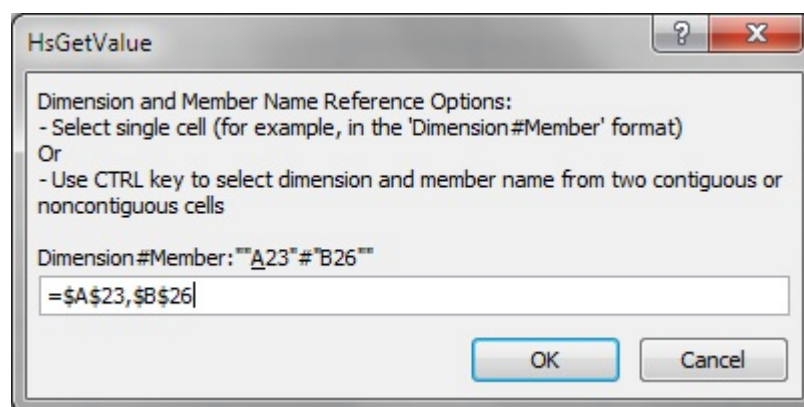 HsGetValue
Dimension and Member Name Reference Options:
- Select single cell (for example, in the 'Dimension#Member' format)
Or
- Use CTRL key to select dimension and member name from two contiguous or
noncontiguous cells
Dimension#Member:""A23"#"B26""
=$A$23,$B$26
OK Cancel